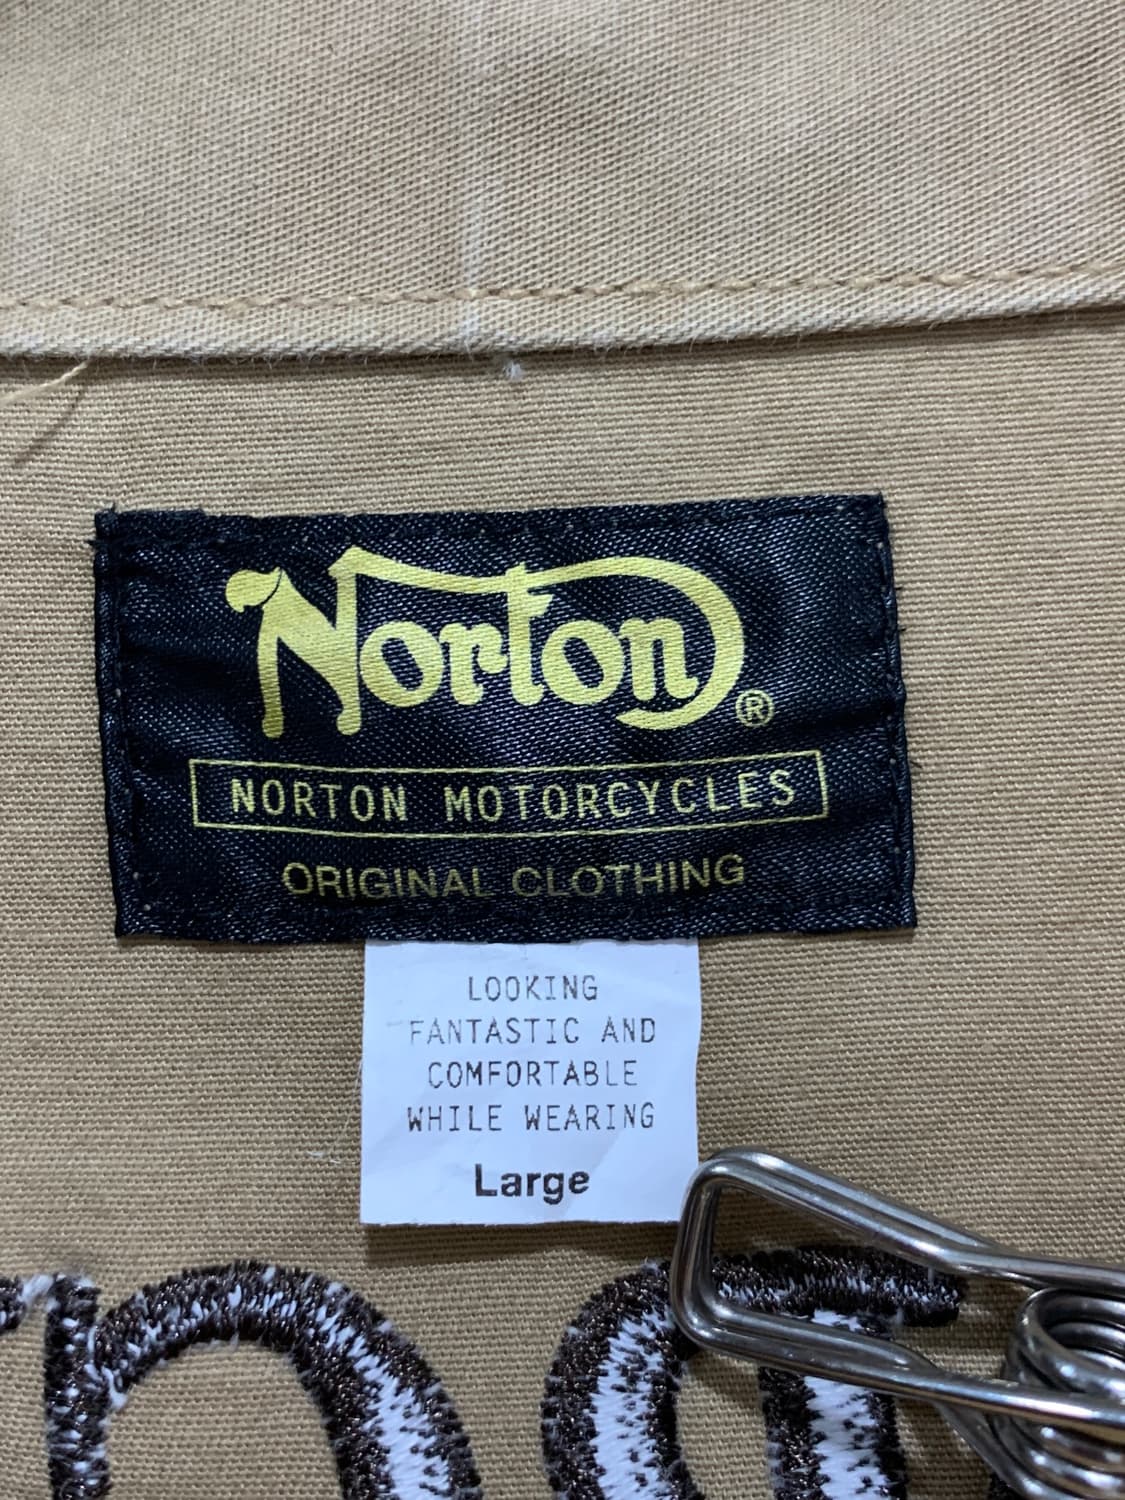 Norton®
NORTON MOTORCYCLES
ORIGINAL CLOTHING
LOOKING
FANTASTIC AND
COMFORTABLE
WHILE WEARING
Large